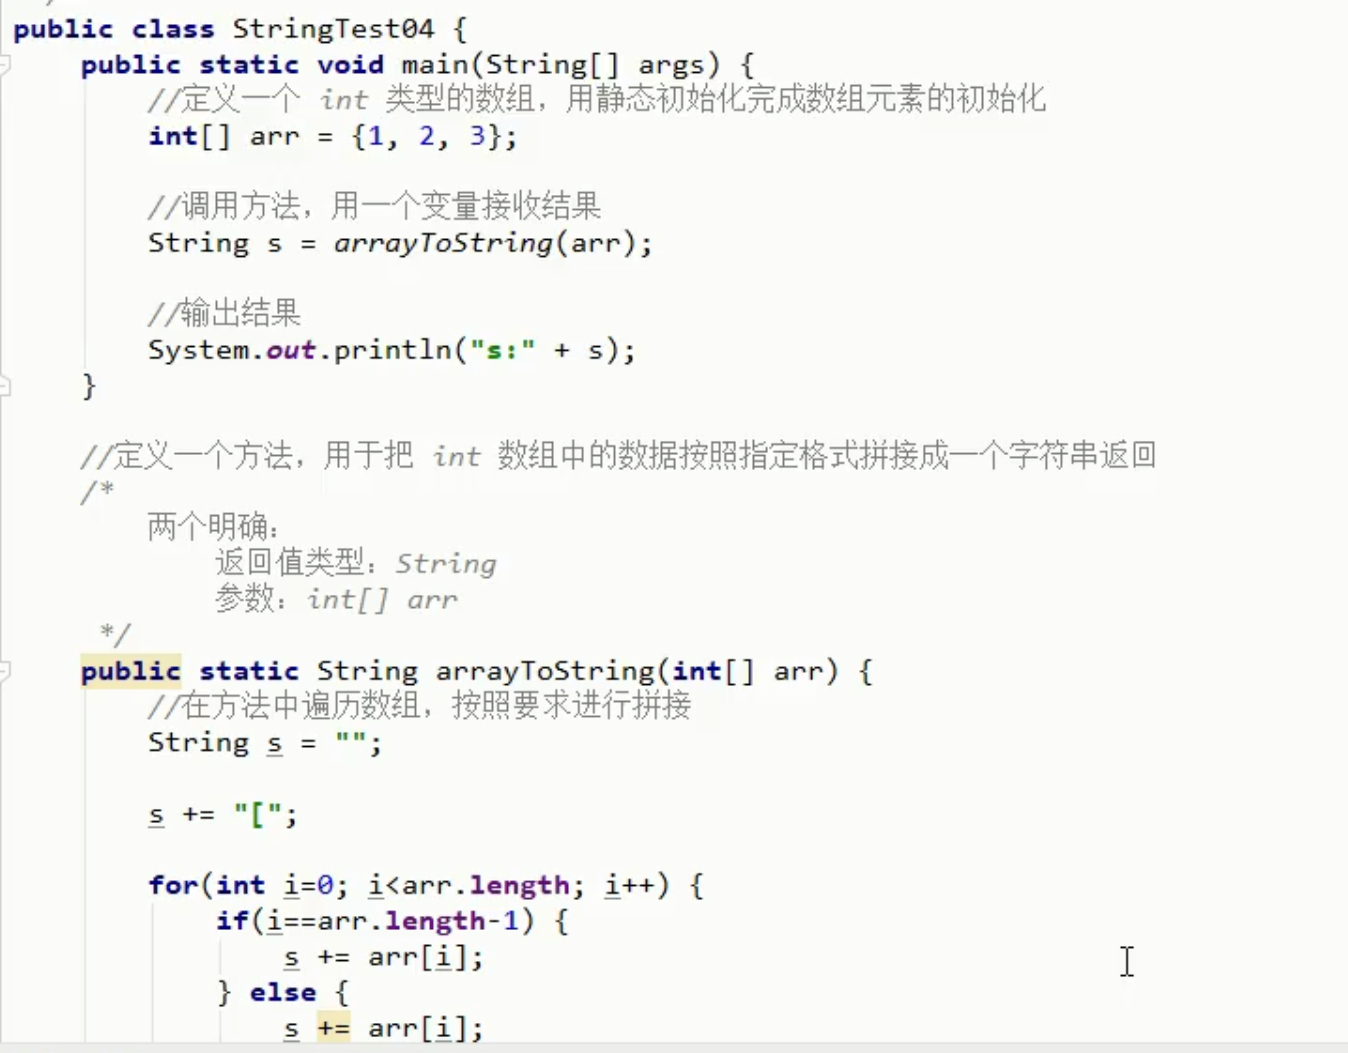 public class StringTest04 {
public static void main(String[] args) {
//定义一个 int 类型的数组，用静态初始化完成数组元素的初始化
int[] arr = {1, 2, 3};
//调用方法，用一个变量接收结果
String s = arrayToString(arr);
//输出结果
System.out.println("s:" + s);
}
//定义一个方法，用于把 int 数组中的数据按照指定格式拼接成一个字符串返回
/*
两个明确：
返回值类型：String
参数：int[] arr
*/
public static String arrayToString(int[] arr) {
//在方法中遍历数组，按照要求进行拼接
String s = "";
s += "[";
for(int i=0; i<arr.length; i++) {
if(i==arr.length-1) {
s += arr[i];
} else {
s += arr[i];